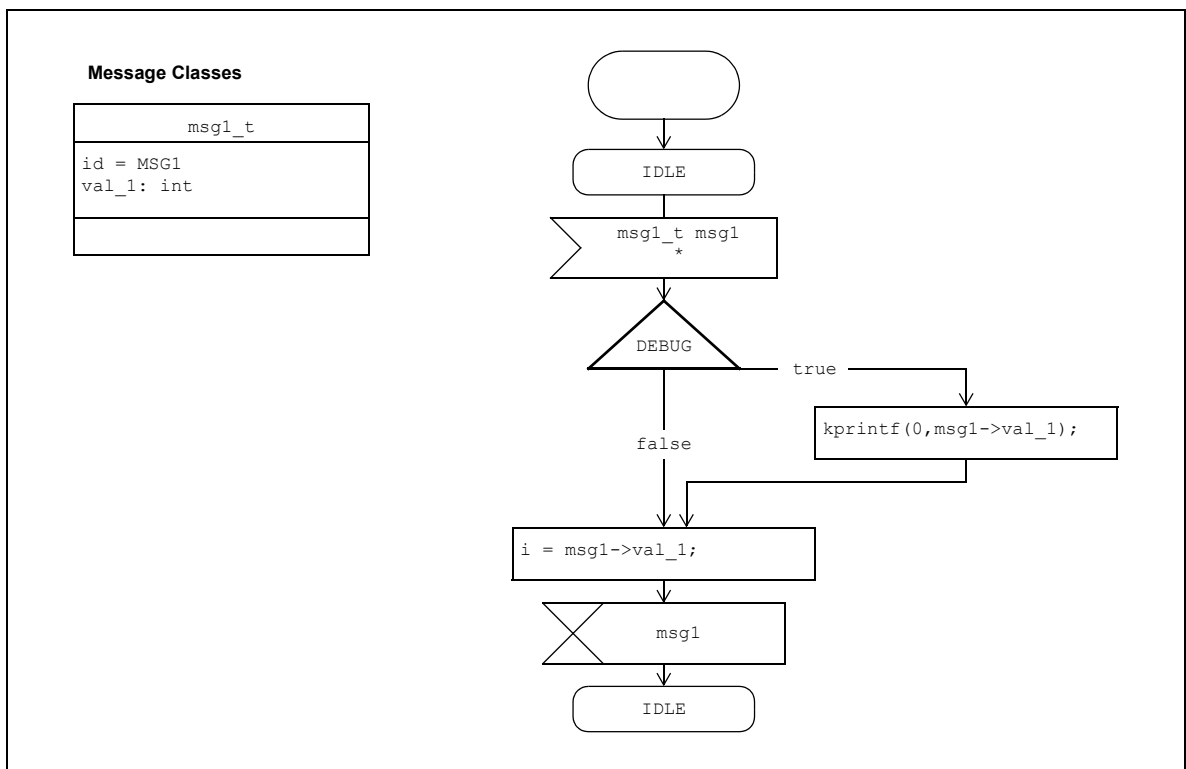 Message Classes
msg1_t
id = MSG1
val_1: int
IDLE
msg1_t msg1
*
DEBUG
true
kprintf(0,msg1->val_1);
false
i = msg1->val_1;
msg1
IDLE